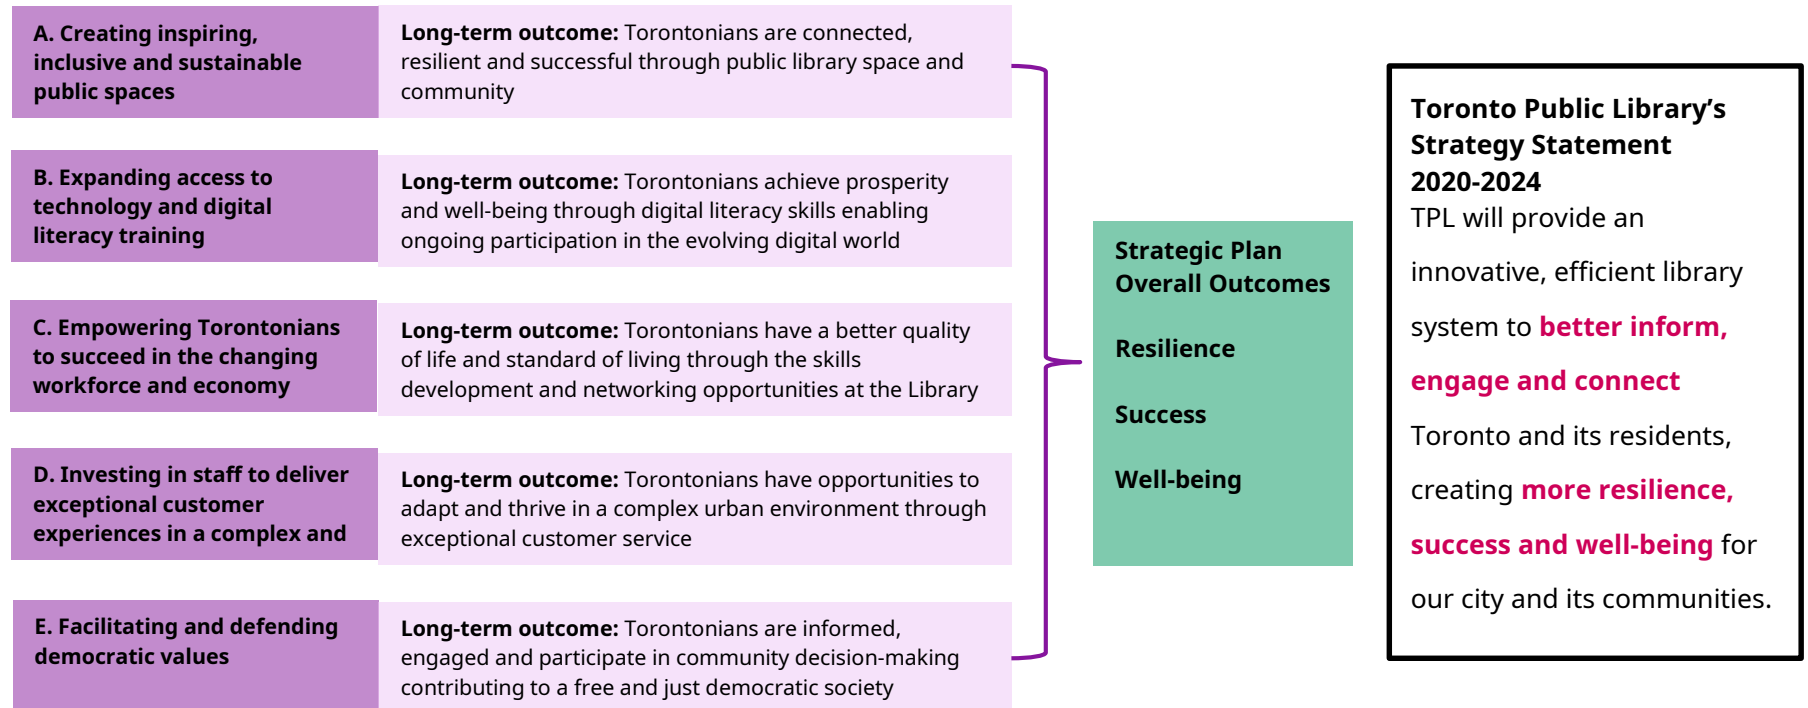 A. Creating inspiring,
inclusive and sustainable
public spaces
Long-term outcome: Torontonians are connected,
resilient and successful through public library space and
community
B. Expanding access to
technology and digital
literacy training
Long-term outcome: Torontonians achieve prosperity
and well-being through digital literacy skills enabling
ongoing participation in the evolving digital world
C. Empowering Torontonians
to succeed in the changing
workforce and economy
Long-term outcome: Torontonians have a better quality
of life and standard of living through the skills
development and networking opportunities at the Library
D. Investing in staff to deliver
exceptional customer
experiences in a complex and
Long-term outcome: Torontonians have opportunities to
adapt and thrive in a complex urban environment through
exceptional customer service
E. Facilitating and defending
democratic values
Long-term outcome: Torontonians are informed,
engaged and participate in community decision-making
contributing to a free and just democratic society
Strategic Plan
Overall Outcomes
Resilience
Success
Well-being
Toronto Public Library’s
Strategy Statement
2020-2024
TPL will provide an
innovative, efficient library
system to better inform,
engage and connect
Toronto and its residents,
creating more resilience,
success and well-being for
our city and its communities.